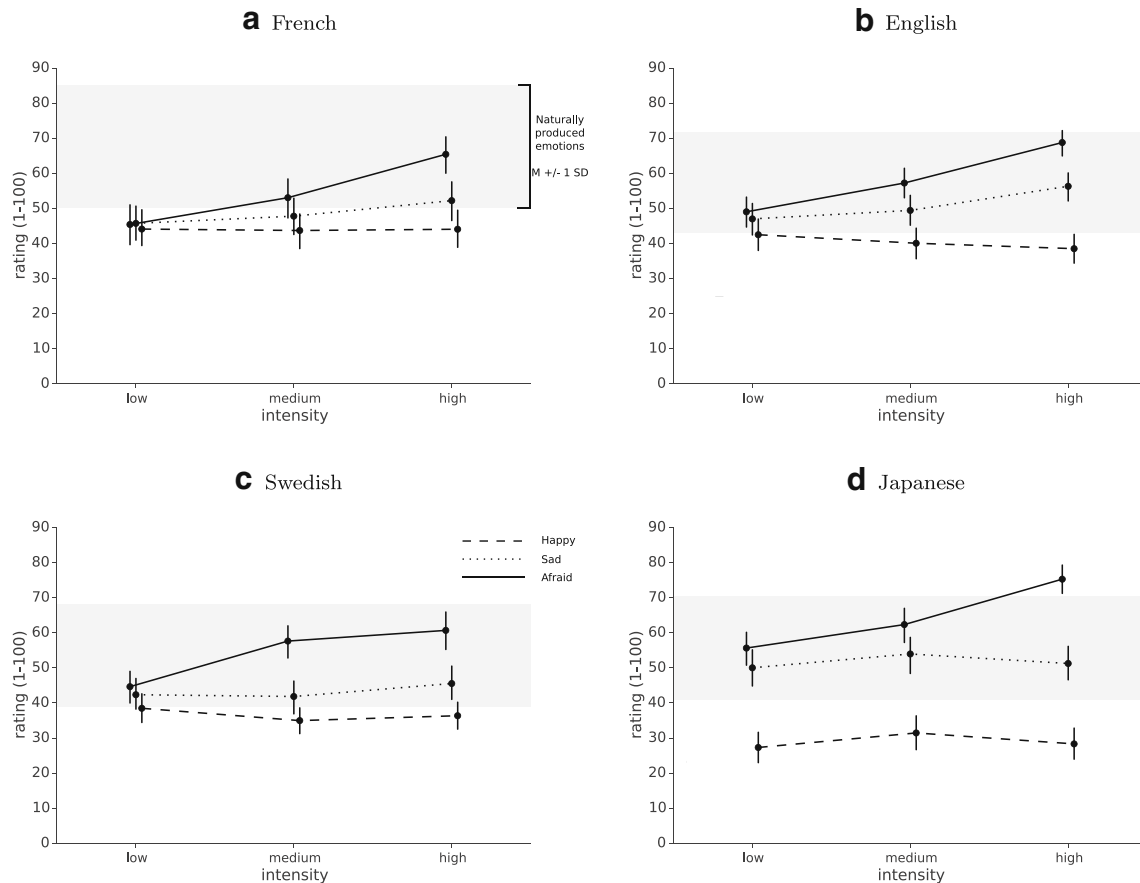 a French
90
80
70
60
50
40
30
20
10
0
rating (1-100)
Naturally
produced
emotions
M +/- 1 SD
low medium high
intensity
b English
90
80
70
60
50
40
30
20
10
0
rating (1-100)
low medium high
intensity
c Swedish
90
80
70
60
50
40
30
20
10
0
rating (1-100)
Happy
Sad
Afraid
low medium high
intensity
d Japanese
90
80
70
60
50
40
30
20
10
0
rating (1-100)
low medium high
intensity